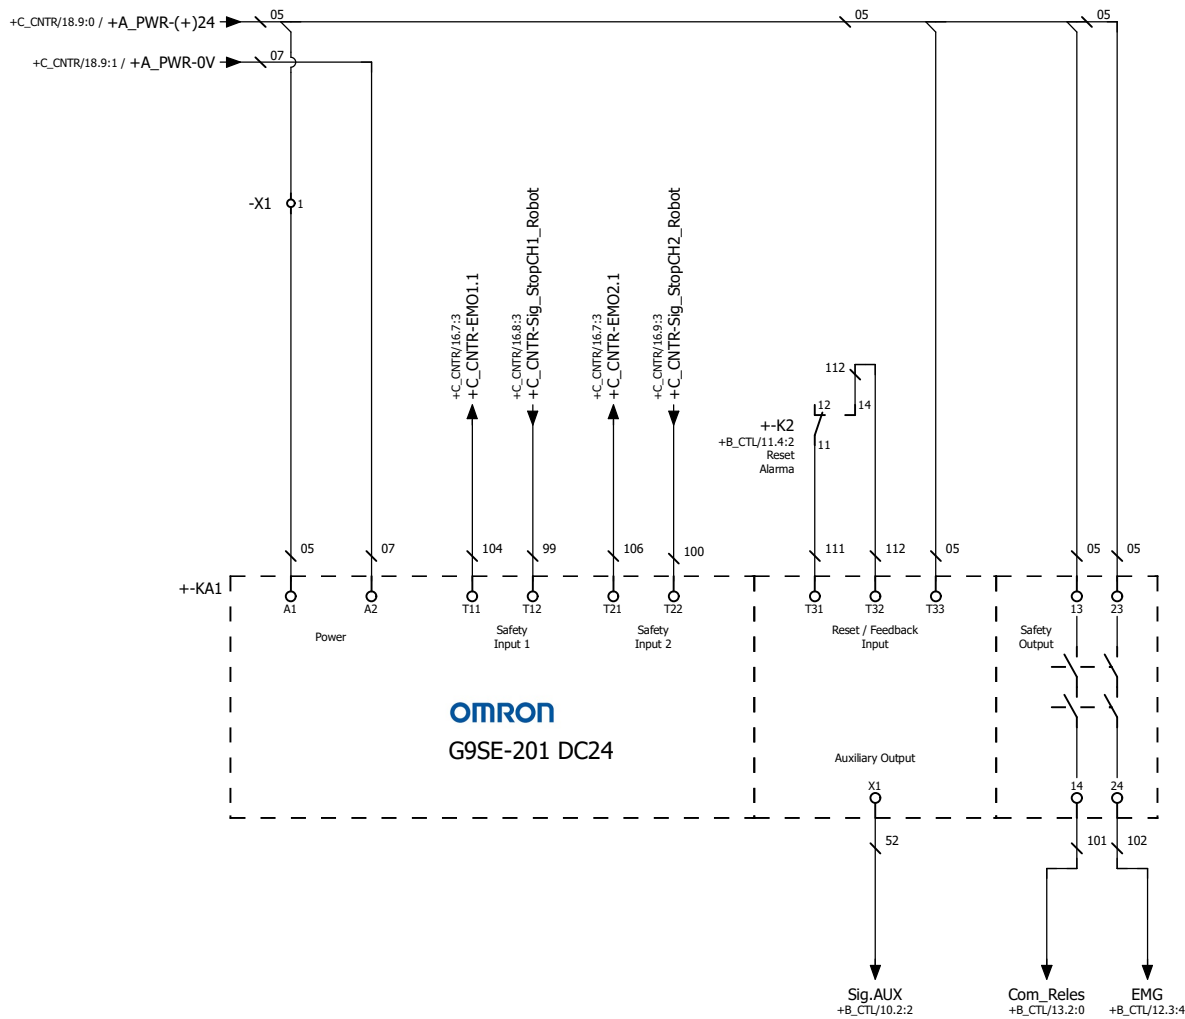 +C_CNTR/18.9:0 / +A_PWR-(+)24
05
05
05
+C_CNTR/18.9:1 / +A_PWR-0V
07
-X1
1
+C_CNTR/16.7:3
+C_CNTR-EMO1.1
+C_CNTR/16.8:3
+C_CNTR-Sig_StopCH1_Robot
+C_CNTR/16.7:3
+C_CNTR-EMO2.1
+C_CNTR/16.9:3
+C_CNTR-Sig_StopCH2_Robot
112
12
14
11
+-K2
+B_CTL/11.4:2
Reset
Alarma
05
07
104
99
106
100
111
112
05
05
05
+-KA1
A1
A2
T11
T12
T21
T22
T31
T32
T33
13
23
Power
Safety
Input 1
Safety
Input 2
Reset / Feedback
Input
Safety
Output
OMRON
G9SE-201 DC24
Auxiliary Output
X1
14
24
52
101
102
Sig.AUX
+B_CTL/10.2:2
Com_Reles
+B_CTL/13.2:0
EMG
+B_CTL/12.3:4